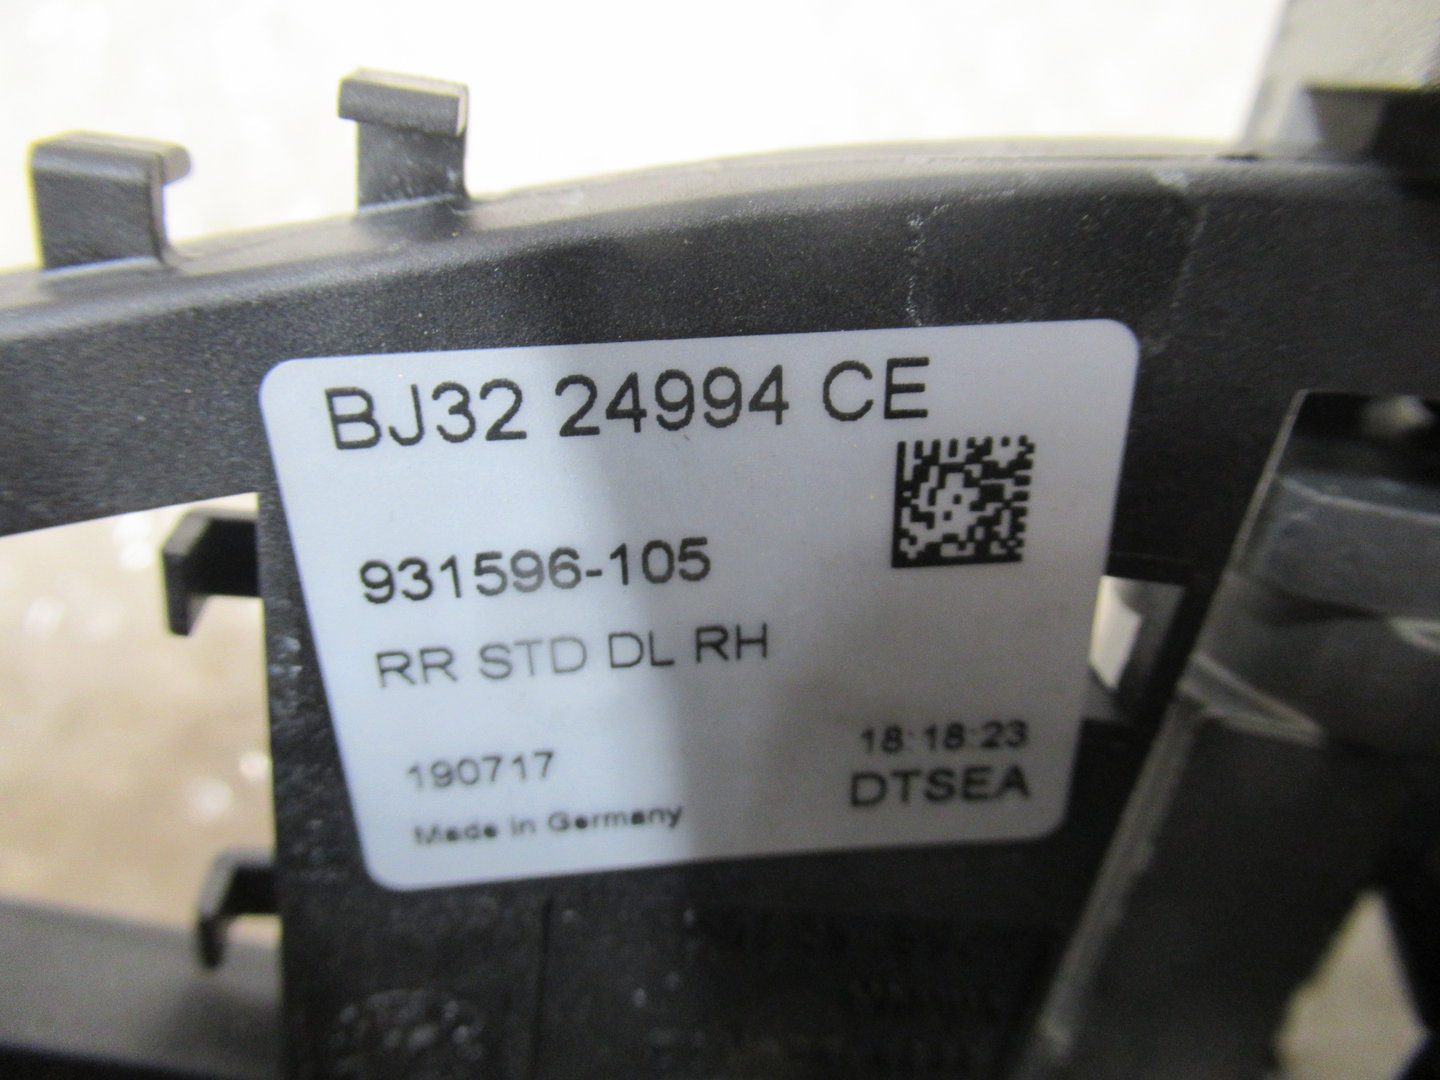 BJ32 24994 CE
931596-105
RR STD DL RH
190717
18:18:23
Made in Germany
DTSEA